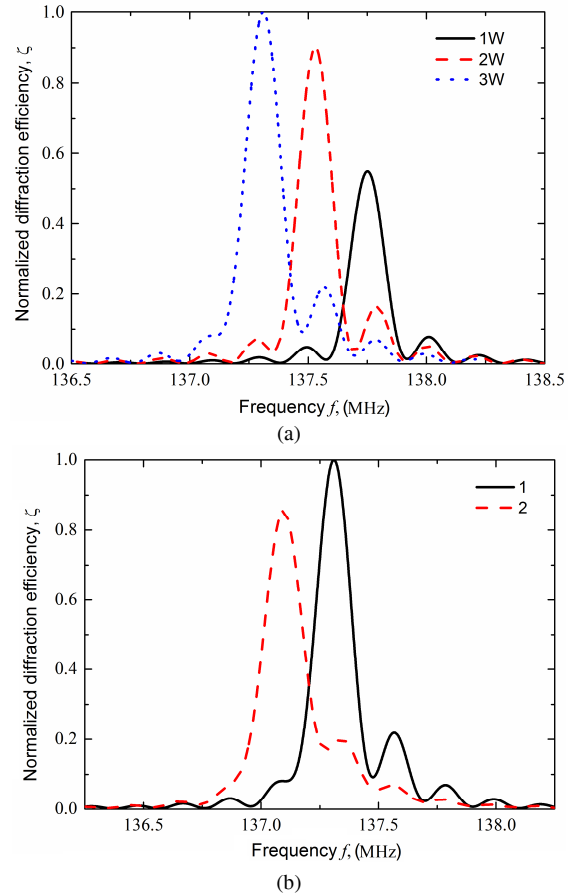 1.0
0.8
0.6
0.4
0.2
0.0
Normalized diffraction efficiency, ζ
1W
2W
3W
136.5 137.0 137.5 138.0 138.5
Frequency f, (MHz)
(a)
1.0
0.8
0.6
0.4
0.2
0.0
Normalized diffraction efficiency, ζ
1
2
136.5 137.0 137.5 138.0
Frequency f, (MHz)
(b)